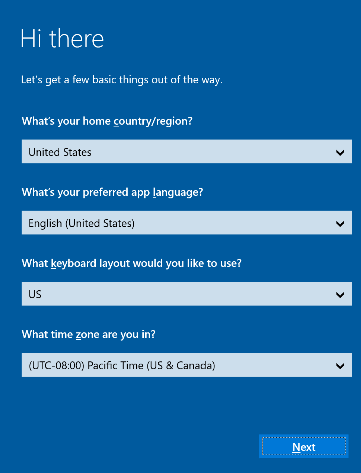 Hi there
Let's get a few basic things out of the way.
What's your home country/region?
United States
What's your preferred app language?
English (United States)
What keyboard layout would you like to use?
US
What time zone are you in?
(UTC-08:00) Pacific Time (US & Canada)
Next